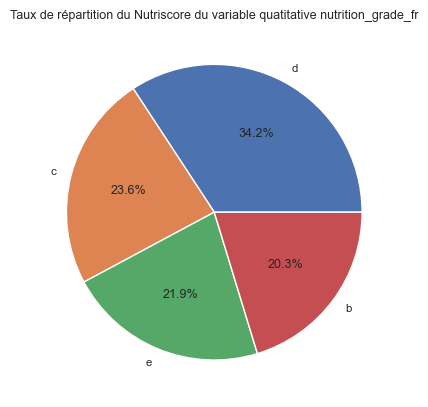 Taux de répartition du Nutriscore du variable quatitative nutrition_grade_fr
d
34.2%
c
23.6%
20.3%
21.9%
b
e